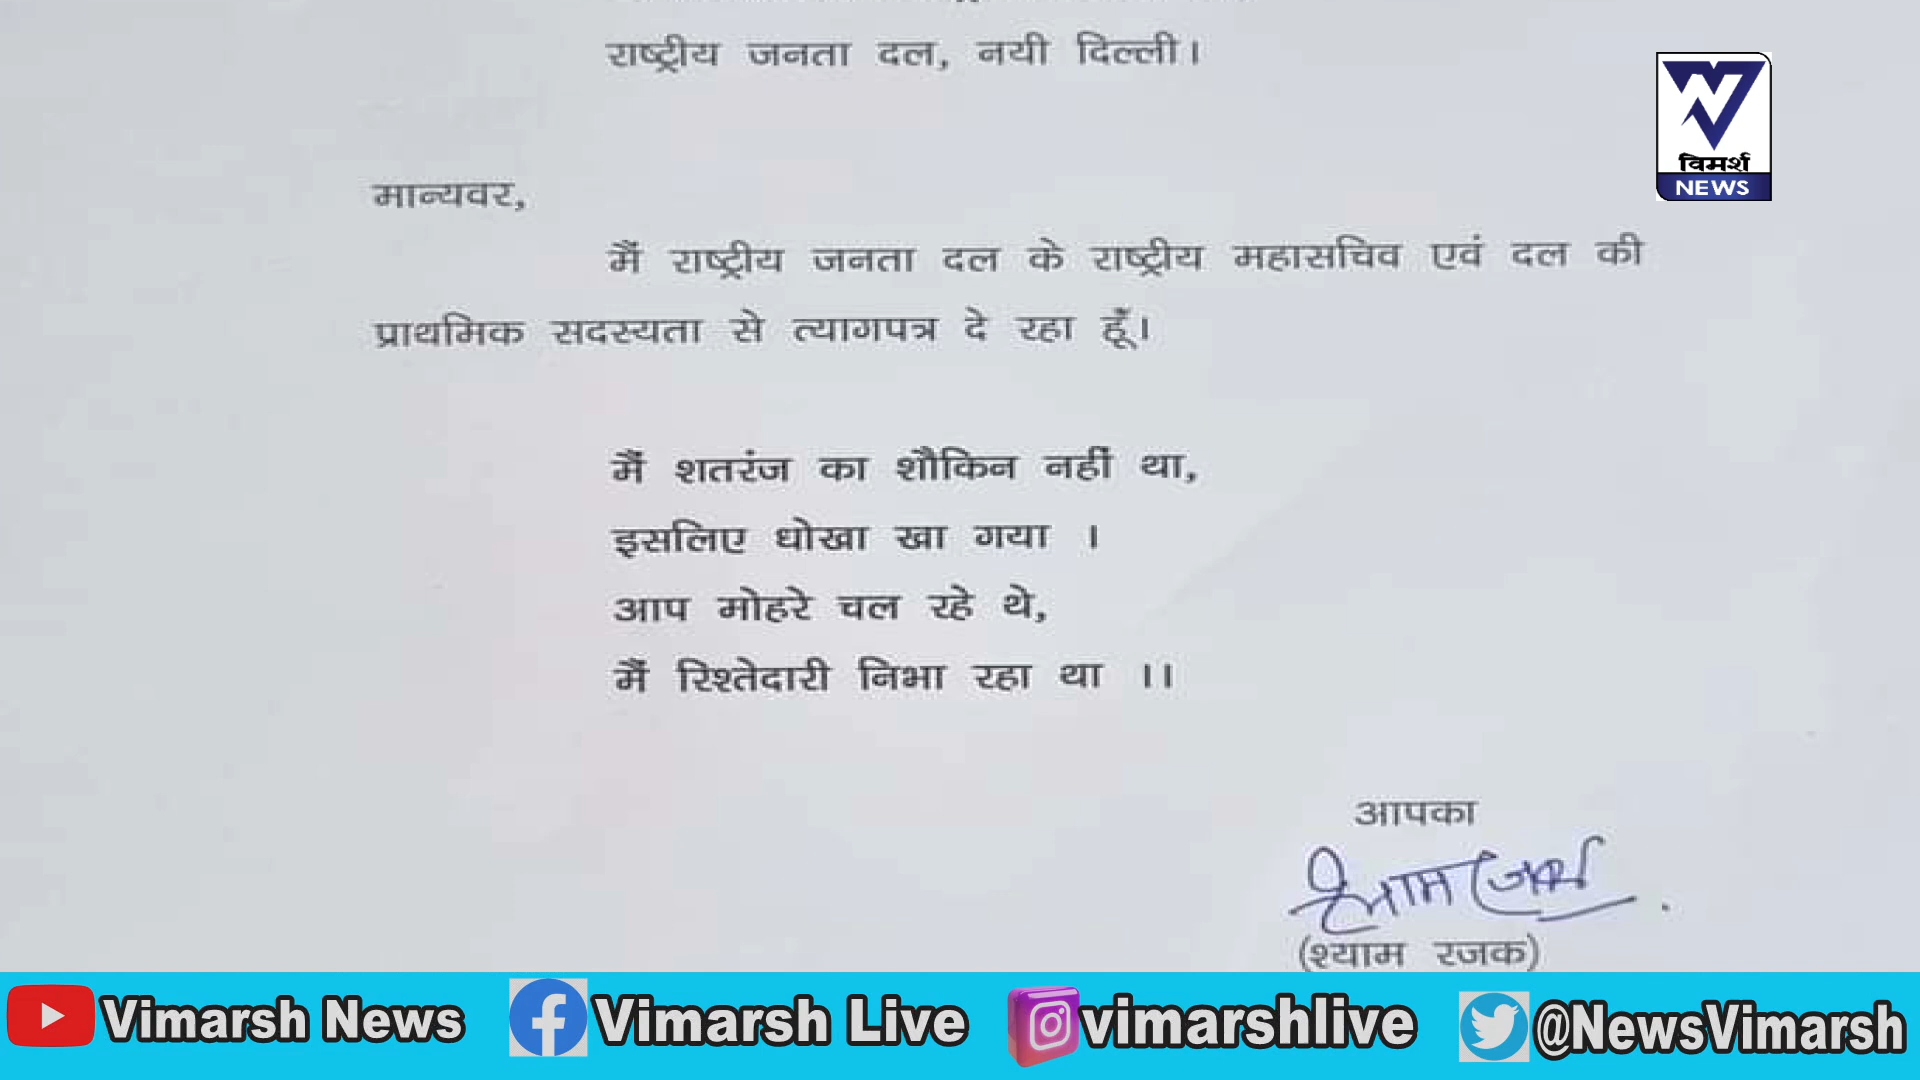 राष्ट्रीय जनता दल, नयी दिल्ली।
विमर्श
NEWS
मान्यवर,
मैं राष्ट्रीय जनता दल के राष्ट्रीय महासचिव एवं दल की
प्राथमिक सदस्यता से त्यागपत्र दे रहा हूँ।
मैं शतरंज का शौकिन नहीं था,
इसलिए धोखा खा गया ।
आप मोहरे चल रहे थे,
मैं रिश्तेदारी निभा रहा था ।।
आपका
श्याम रजक
(श्याम रजक)
Vimarsh News
Vimarsh Live
vimarshlive
@NewsVimarsh